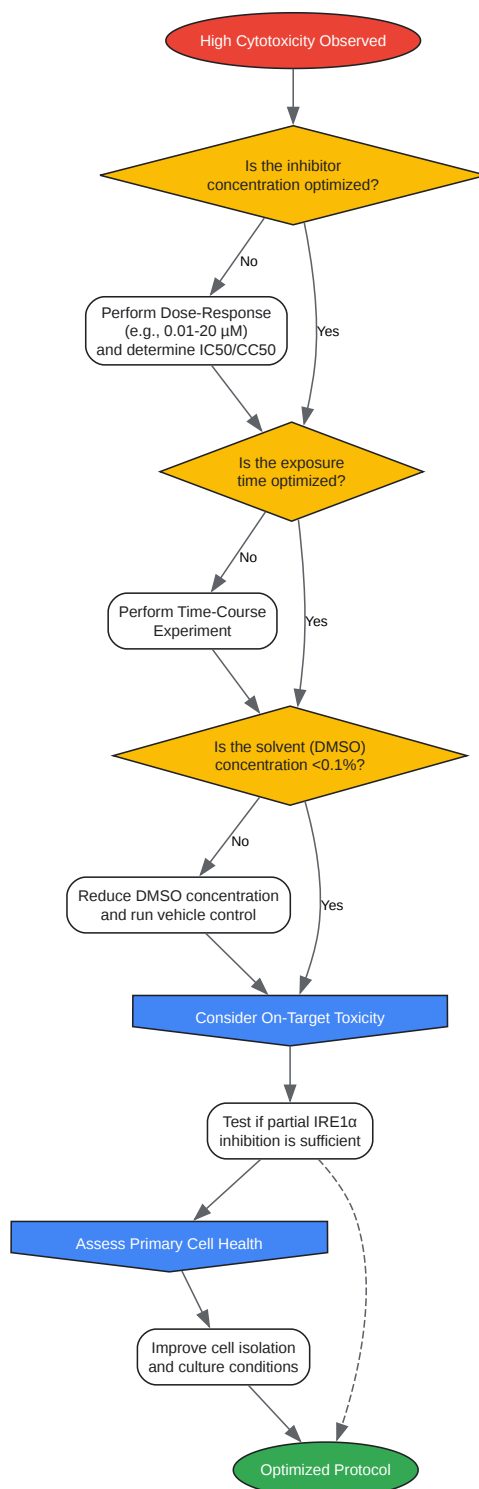 High Cytotoxicity Observed
Is the inhibitor
concentration optimized?
No
Perform Dose-Response
(e.g., 0.01-20 µM)
and determine IC50/CC50
Yes
Is the exposure
time optimized?
No
Perform Time-Course
Experiment
Yes
Is the solvent (DMSO)
concentration <0.1%?
No
Reduce DMSO concentration
and run vehicle control
Yes
Consider On-Target Toxicity
Test if partial IRE1α
inhibition is sufficient
Assess Primary Cell Health
Improve cell isolation
and culture conditions
Optimized Protocol